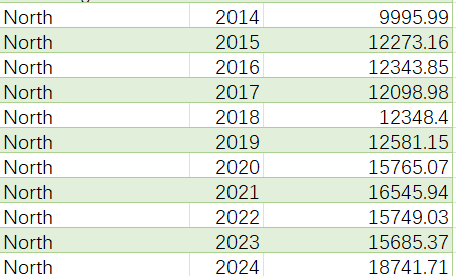 North 2014 9995.99
North 2015 12273.16
North 2016 12343.85
North 2017 12098.98
North 2018 12348.4
North 2019 12581.15
North 2020 15765.07
North 2021 16545.94
North 2022 15749.03
North 2023 15685.37
North 2024 18741.71